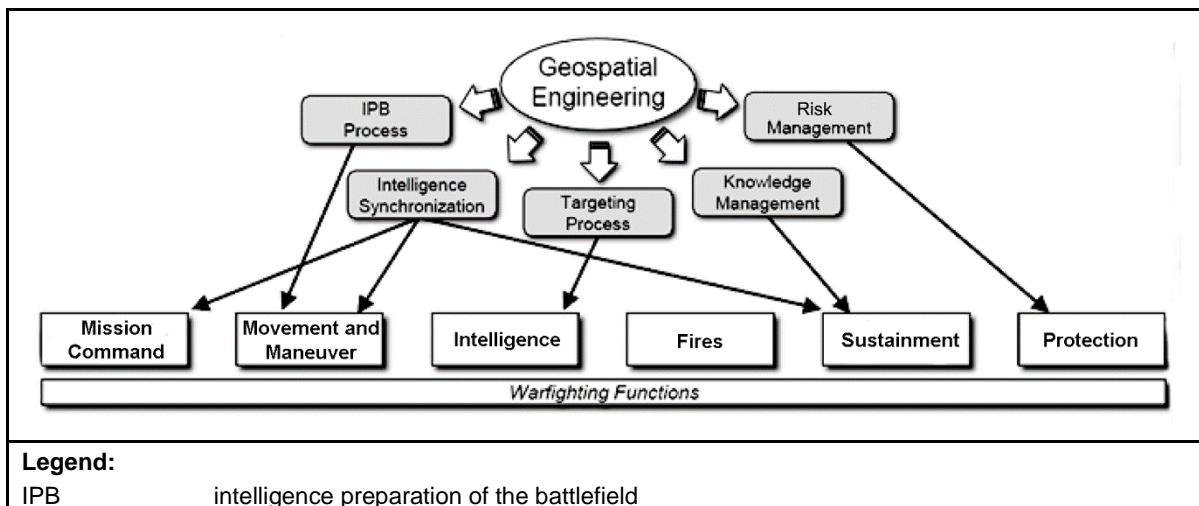 Geospatial
Engineering
IPB
Process
Risk
Management
Intelligence
Synchronization
Targeting
Process
Knowledge
Management
Mission
Command
Movement and
Maneuver
Intelligence
Fires
Sustainment
Protection
Warfighting Functions
Legend:
IPB intelligence preparation of the battlefield